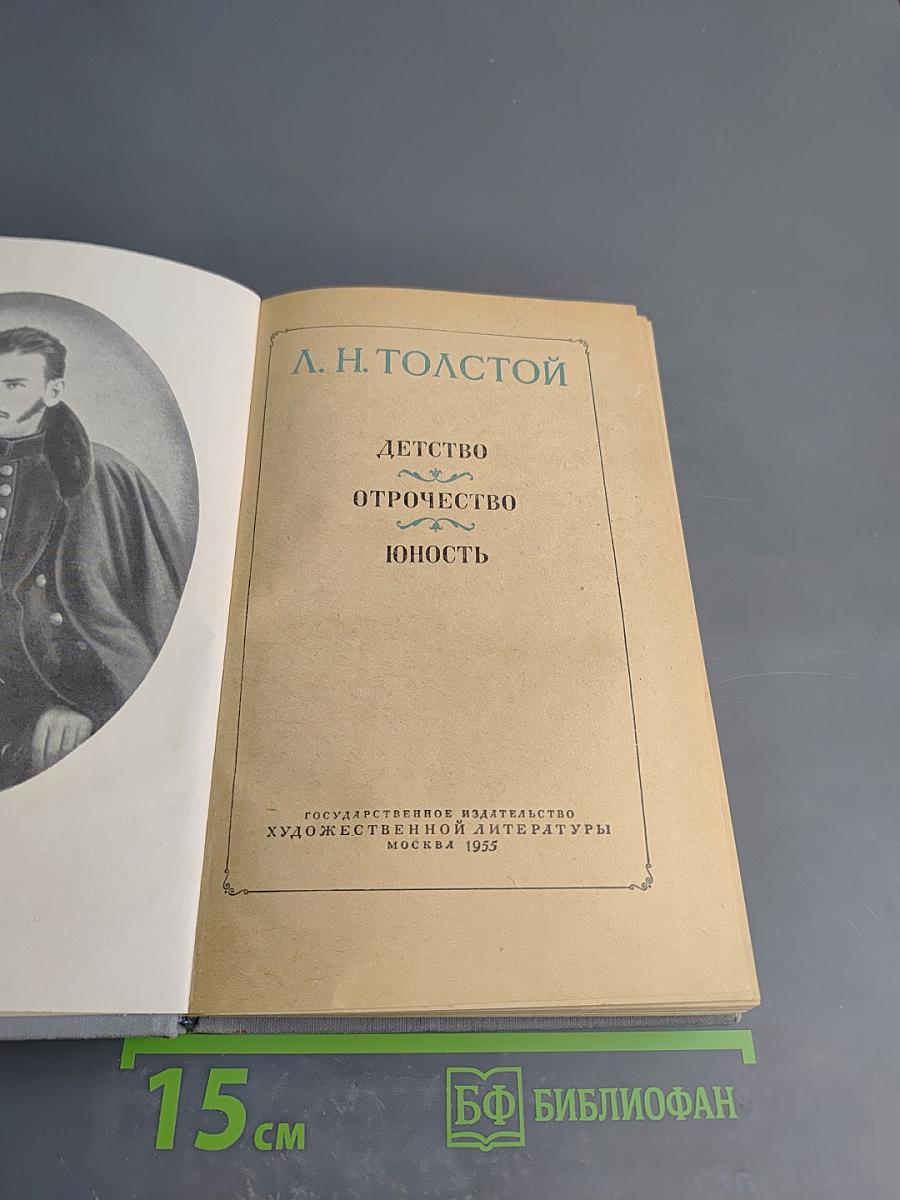 Л. Н. ТОЛСТОЙ
ДЕТСТВО
ОТРОЧЕСТВО
ЮНОСТЬ
ГОСУДАРСТВЕННОЕ ИЗДАТЕЛЬСТВО
ХУДОЖЕСТВЕННОЙ ЛИТЕРАТУРЫ
МОСКВА 1955
15 СМ
БФ БИБЛИОФАН